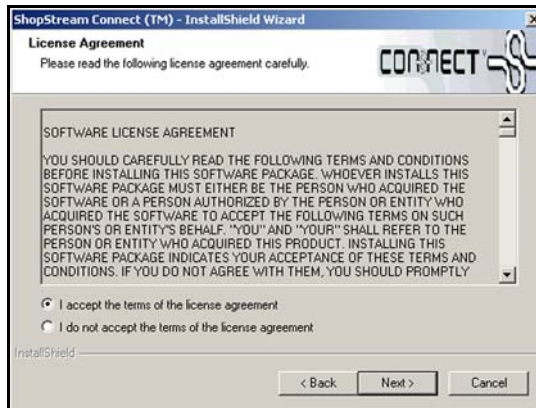 ShopStream Connect (TM) - InstallShield Wizard
License Agreement
Please read the following license agreement carefully.
CONNECT
SOFTWARE LICENSE AGREEMENT
YOU SHOULD CAREFULLY READ THE FOLLOWING TERMS AND CONDITIONS
BEFORE INSTALLING THIS SOFTWARE PACKAGE. WHOEVER INSTALLS THIS
SOFTWARE PACKAGE MUST EITHER BE THE PERSON WHO ACQUIRED THE
SOFTWARE OR A PERSON AUTHORIZED BY THE PERSON OR ENTITY WHO
ACQUIRED THE SOFTWARE TO ACCEPT THE FOLLOWING TERMS ON SUCH
PERSON'S OR ENTITY'S BEHALF. "YOU" AND "YOUR" SHALL REFER TO THE
PERSON OR ENTITY WHO ACQUIRED THIS PRODUCT. INSTALLING THIS
SOFTWARE PACKAGE INDICATES YOUR ACCEPTANCE OF THESE TERMS AND
CONDITIONS. IF YOU DO NOT AGREE WITH THEM, YOU SHOULD PROMPTLY
I accept the terms of the license agreement
I do not accept the terms of the license agreement
InstallShield
< Back Next > Cancel